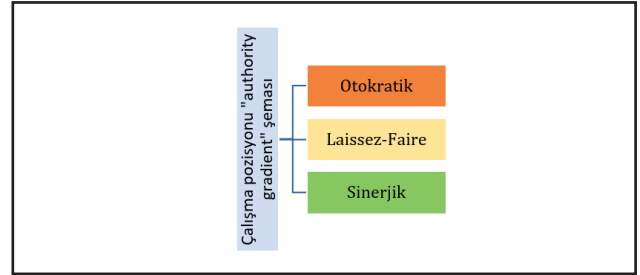 Çalışma pozisyonu "authority
gradient" şeması
Otokratik
Laissez-Faire
Sinerjik